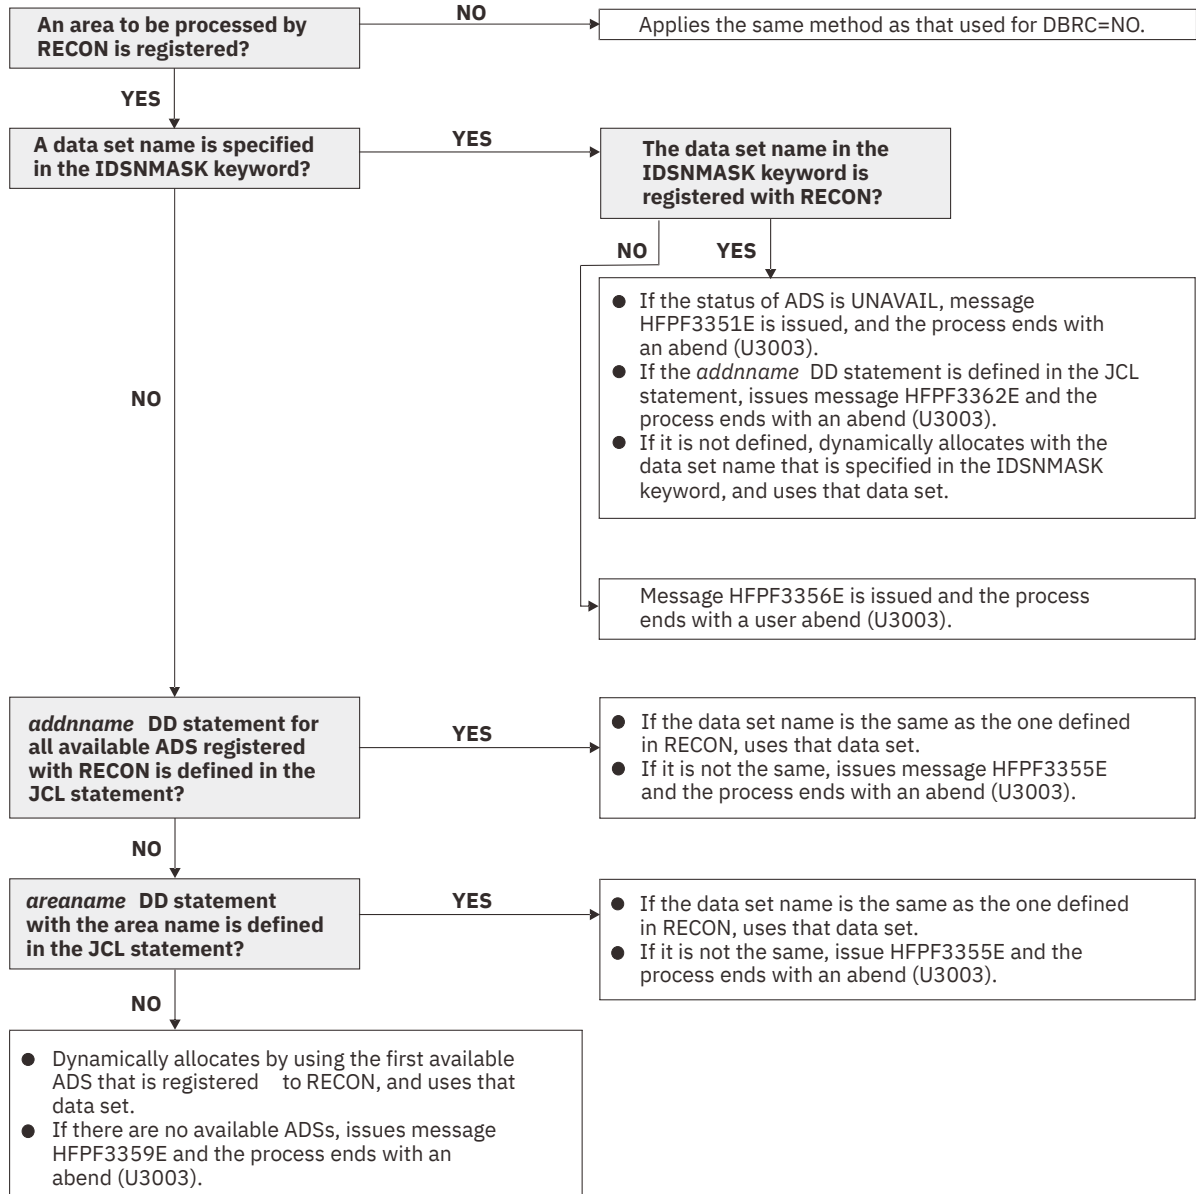 An area to be processed by
RECON is registered?
NO
Applies the same method as that used for DBRC=NO.
YES
A data set name is specified
in the IDSNMASK keyword?
YES
The data set name in the
IDSNMASK keyword is
registered with RECON?
NO
YES
● If the status of ADS is UNAVAIL, message
HFPF3351E is issued, and the process ends with
an abend (U3003).
● If the addnname DD statement is defined in the JCL
statement, issues message HFPF3362E and the
process ends with an abend (U3003).
● If it is not defined, dynamically allocates with the
data set name that is specified in the IDSNMASK
keyword, and uses that data set.
NO
Message HFPF3356E is issued and the process
ends with a user abend (U3003).
addnname DD statement for
all available ADS registered
with RECON is defined in the
JCL statement?
YES
● If the data set name is the same as the one defined
in RECON, uses that data set.
● If it is not the same, issues message HFPF3355E
and the process ends with an abend (U3003).
NO
areaname DD statement
with the area name is defined
in the JCL statement?
YES
● If the data set name is the same as the one defined
in RECON, uses that data set.
● If it is not the same, issue HFPF3355E and the
process ends with an abend (U3003).
NO
● Dynamically allocates by using the first available
ADS that is registered to RECON, and uses that
data set.
● If there are no available ADSs, issues message
HFPF3359E and the process ends with an
abend (U3003).